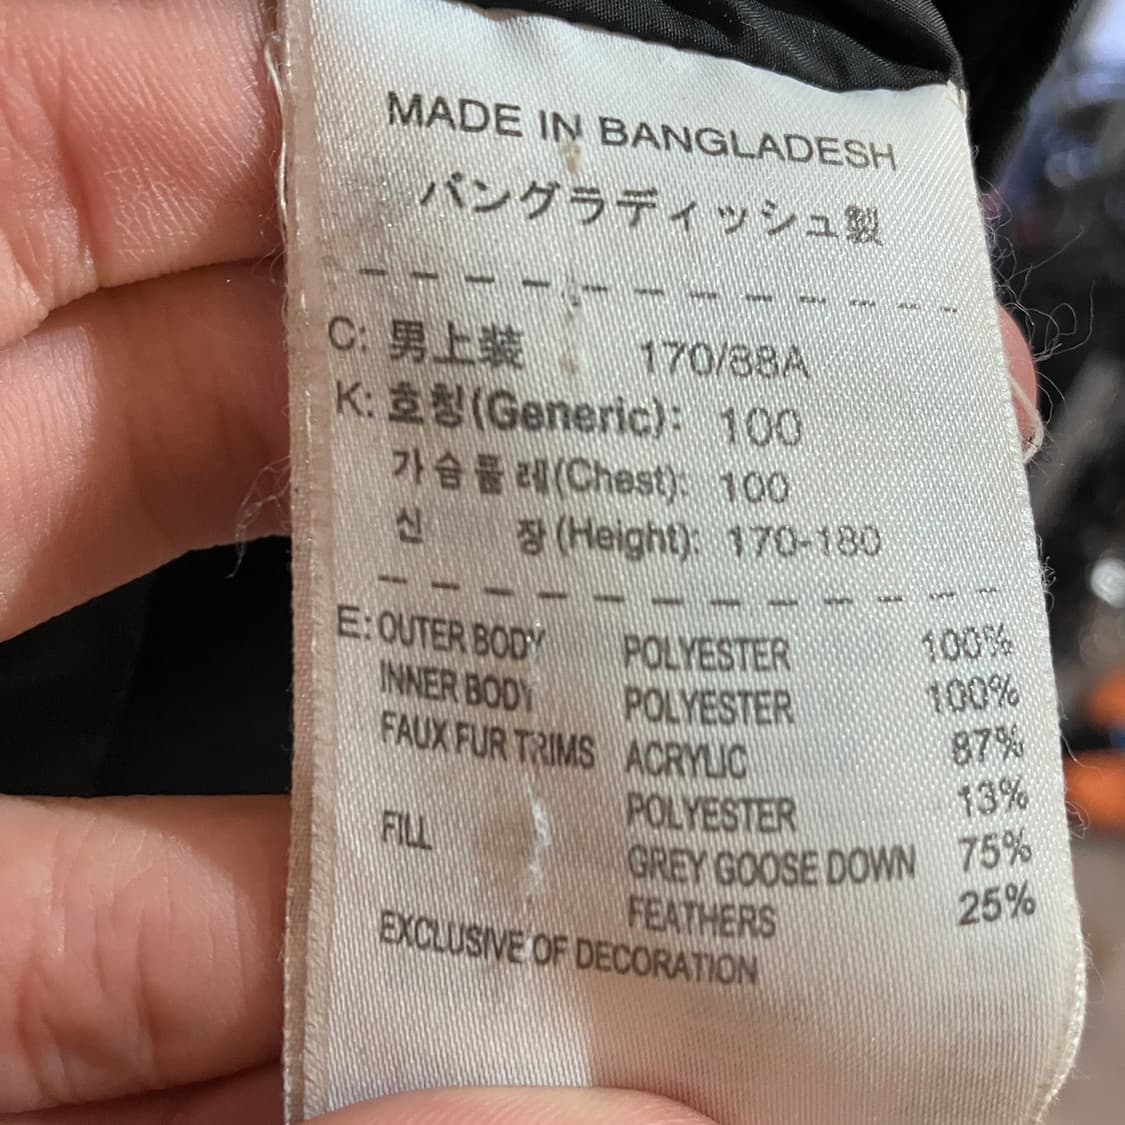 MADE IN BANGLADESH
バングラディッシュ製
C: 男上装 170/88A
K: 호칭(Generic): 100
가슴둘레(Chest): 100
신 장 (Height): 170-180
E: OUTER BODY POLYESTER 100%
INNER BODY POLYESTER 100%
FAUX FUR TRIMS ACRYLIC 87%
POLYESTER 13%
FILL GREY GOOSE DOWN 75%
FEATHERS 25%
EXCLUSIVE OF DECORATION